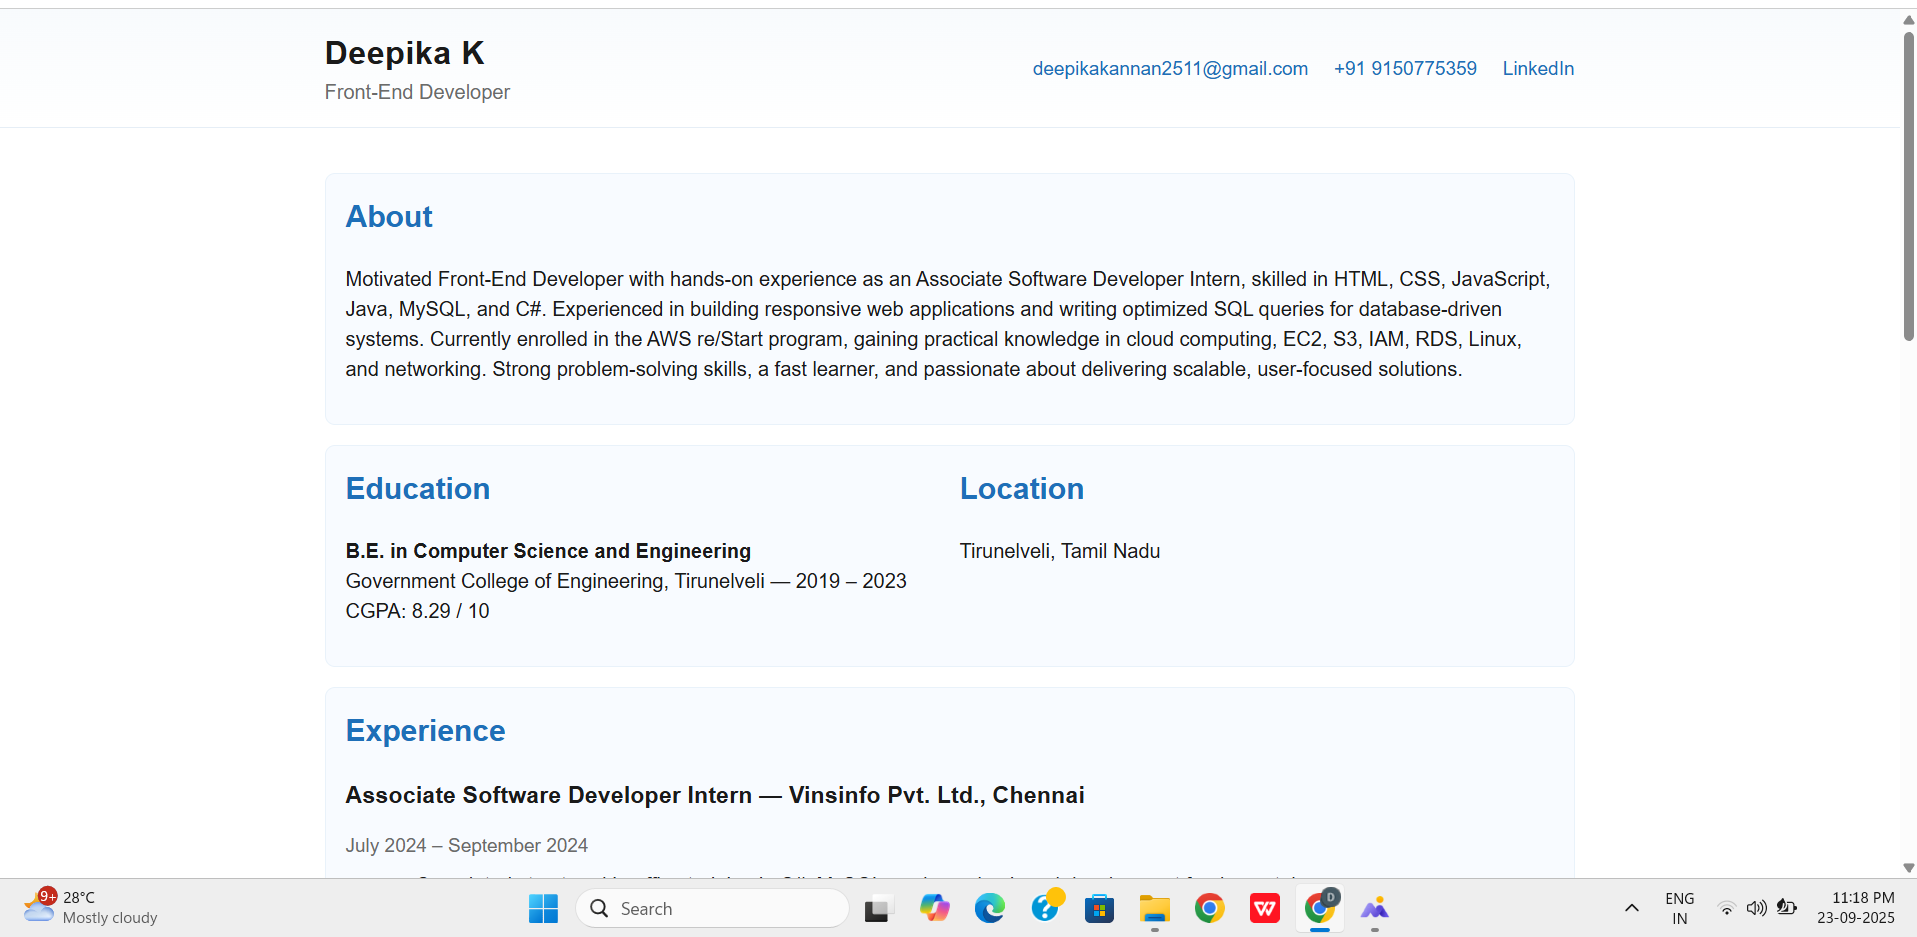 Deepika K
Front-End Developer
deepikakannan2511@gmail.com +91 9150775359 LinkedIn
About
Motivated Front-End Developer with hands-on experience as an Associate Software Developer Intern, skilled in HTML, CSS, JavaScript,
Java, MySQL, and C#. Experienced in building responsive web applications and writing optimized SQL queries for database-driven
systems. Currently enrolled in the AWS re/Start program, gaining practical knowledge in cloud computing, EC2, S3, IAM, RDS, Linux,
and networking. Strong problem-solving skills, a fast learner, and passionate about delivering scalable, user-focused solutions.
Education
B.E. in Computer Science and Engineering
Government College of Engineering, Tirunelveli — 2019 – 2023
CGPA: 8.29 / 10
Location
Tirunelveli, Tamil Nadu
Experience
Associate Software Developer Intern — Vinsinfo Pvt. Ltd., Chennai
July 2024 – September 2024
9+
28°C
Mostly cloudy
Search
D
ENG
IN
11:18 PM
23-09-2025